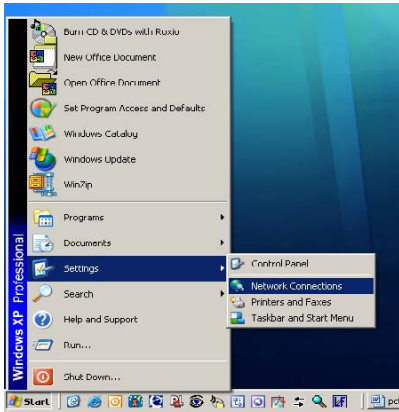 Burn CD & DVDs with Roxio
New Office Document
Open Office Document
Set Program Access and Defaults
Windows Catalog
Windows Update
WinZip
Programs
Documents
Settings
Search
Help and Support
Run...
Shut Down...
Windows XP Professional
Control Panel
Network Connections
Printers and Faxes
Taskbar and Start Menu
Start